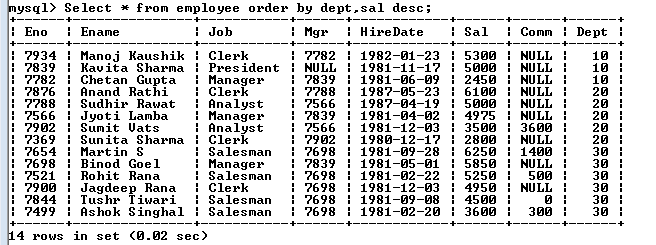 mysql> Select * from employee order by dept,sal desc;
+------+----------------+-----------+------+------------+------+------+------+
| Eno | Ename | Job | Mgr | HireDate | Sal | Comm | Dept |
+------+----------------+-----------+------+------------+------+------+------+
| 7934 | Manoj Kaushik | Clerk | 7782 | 1982-01-23 | 5300 | NULL | 10 |
| 7839 | Kavita Sharma | President | NULL | 1981-11-17 | 5000 | NULL | 10 |
| 7782 | Chetan Gupta | Manager | 7839 | 1981-06-09 | 2450 | NULL | 10 |
| 7876 | Anand Rathi | Clerk | 7788 | 1987-05-23 | 6100 | NULL | 20 |
| 7788 | Sudhir Rawat | Analyst | 7566 | 1987-04-19 | 5000 | NULL | 20 |
| 7566 | Jyoti Lamba | Manager | 7839 | 1981-04-02 | 4975 | NULL | 20 |
| 7902 | Sumit Vats | Analyst | 7566 | 1981-12-03 | 3500 | 3600 | 20 |
| 7369 | Sunita Sharma | Clerk | 7902 | 1980-12-17 | 2800 | NULL | 20 |
| 7654 | Martin S | Salesman | 7698 | 1981-09-28 | 6250 | 1400 | 30 |
| 7698 | Binod Goel | Manager | 7839 | 1981-05-01 | 5850 | NULL | 30 |
| 7521 | Rohit Rana | Salesman | 7698 | 1981-02-22 | 5250 | 500 | 30 |
| 7900 | Jagdeep Rana | Clerk | 7698 | 1981-12-03 | 4950 | NULL | 30 |
| 7844 | Tushr Tiwari | Salesman | 7698 | 1981-09-08 | 4500 | 0 | 30 |
| 7499 | Ashok Singhal | Salesman | 7698 | 1981-02-20 | 3600 | 300 | 30 |
+------+----------------+-----------+------+------------+------+------+------+
14 rows in set (0.02 sec)